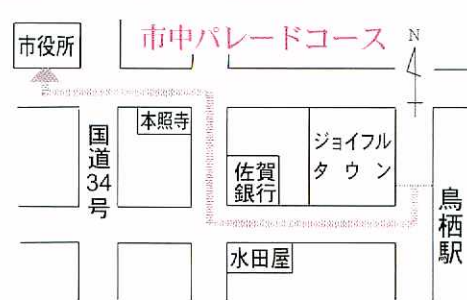 市役所
市中パレードコース
N
本照寺
国道34号
佐賀
銀行
ジョイフル
タウン
鳥栖駅
水田屋